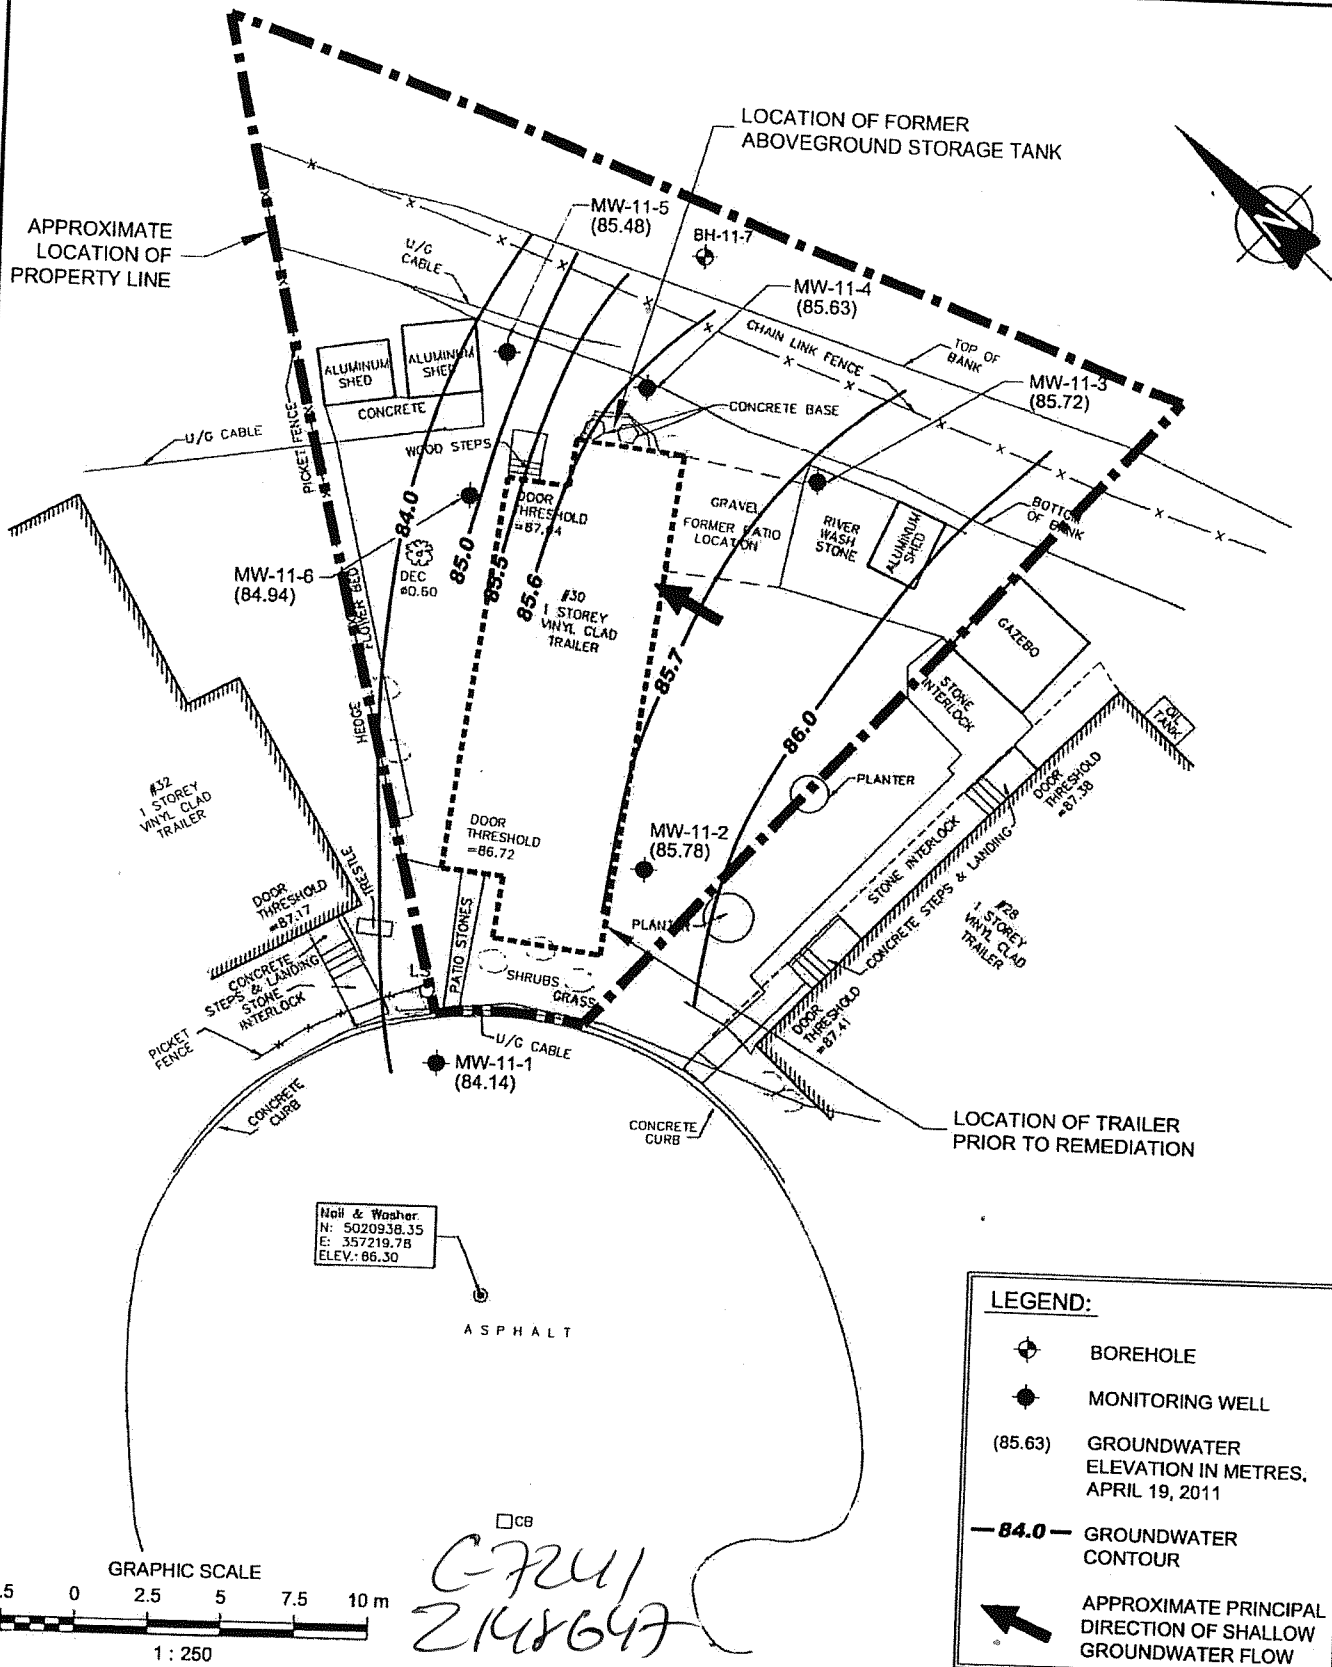 LOCATION OF FORMER
ABOVEGROUND STORAGE TANK
APPROXIMATE
LOCATION OF
PROPERTY LINE
MW-11-5
(85.48)
BH-11-7
U/G
CABLE
MW-11-4
(85.63)
N
CHAIN LINK FENCE
TOP OF
BANK
MW-11-3
(85.72)
ALUMINUM
SHED
ALUMINUM
SHED
CONCRETE
CONCRETE BASE
U/G CABLE
PICKET FENCE
WOOD STEPS
DOOR
THRESHOLD
=87.04
GRAVEL
FORMER PATIO
LOCATION
RIVER
WASH
STONE
ALUMINUM
SHED
BOTTOM
OF BANK
84.0
85.0
85.5
85.6
85.7
86.0
MW-11-6
(84.94)
DEC
ø0.60
FLOWER BED
HEDGE
#30
1 STOREY
VINYL CLAD
TRAILER
GAZEBO
STONE
INTERLOCK
OIL
TANK
#32
1 STOREY
VINYL CLAD
TRAILER
PLANTER
DOOR
THRESHOLD
=87.38
DOOR
THRESHOLD
=86.72
MW-11-2
(85.78)
STONE INTERLOCK
CONCRETE STEPS & LANDING
TRESTLE
DOOR
THRESHOLD
=87.17
PATIO STONES
PLANTER
#28
1 STOREY
VINYL CLAD
TRAILER
CONCRETE
STEPS & LANDING
STONE
INTERLOCK
LS
SHRUBS
GRASS
DOOR
THRESHOLD
=87.41
PICKET
FENCE
U/G CABLE
MW-11-1
(84.14)
CONCRETE
CURB
CONCRETE
CURB
LOCATION OF TRAILER
PRIOR TO REMEDIATION
Nail & Washer
N: 5020938.35
E: 357219.78
ELEV.: 86.30
ASPHALT
CB
GRAPHIC SCALE
.5 0 2.5 5 7.5 10 m
1 : 250
C-7241
Z148647
LEGEND:
BOREHOLE
MONITORING WELL
(85.63) GROUNDWATER
ELEVATION IN METRES,
APRIL 19, 2011
84.0 GROUNDWATER
CONTOUR
APPROXIMATE PRINCIPAL
DIRECTION OF SHALLOW
GROUNDWATER FLOW